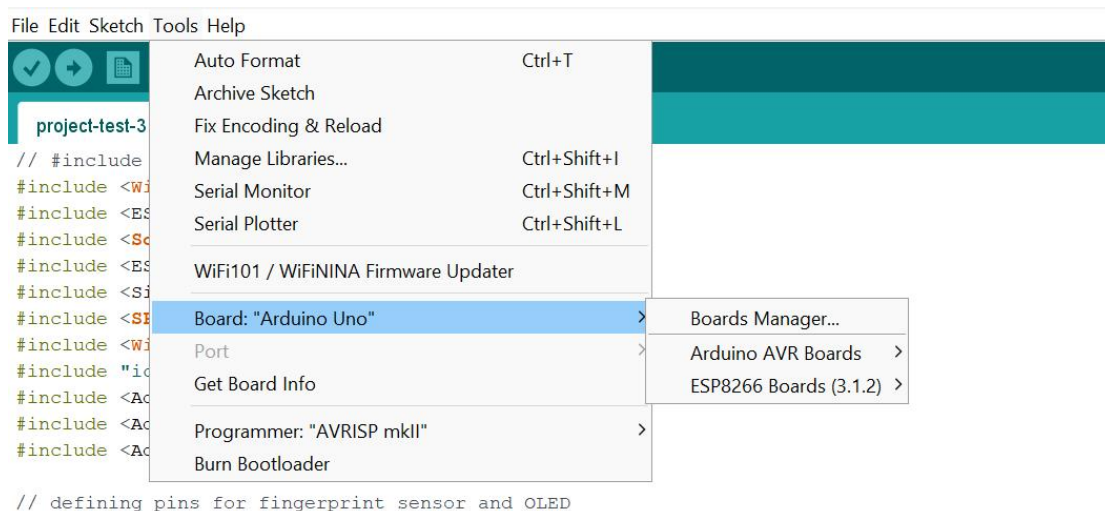 File Edit Sketch Tools Help
Auto Format Ctrl+T
Archive Sketch
project-test-3
Fix Encoding & Reload
// #include
Manage Libraries... Ctrl+Shift+I
#include <Wi
Serial Monitor Ctrl+Shift+M
#include <ES
Serial Plotter Ctrl+Shift+L
#include <So
#include <ES
WiFi101 / WiFiNINA Firmware Updater
#include <Si
#include <SP
Board: "Arduino Uno"
Boards Manager...
#include <Wi
Port
Arduino AVR Boards
#include "ic
Get Board Info
ESP8266 Boards (3.1.2)
#include <Ad
#include <Ad
Programmer: "AVRISP mkII"
#include <Ad
Burn Bootloader
// defining pins for fingerprint sensor and OLED